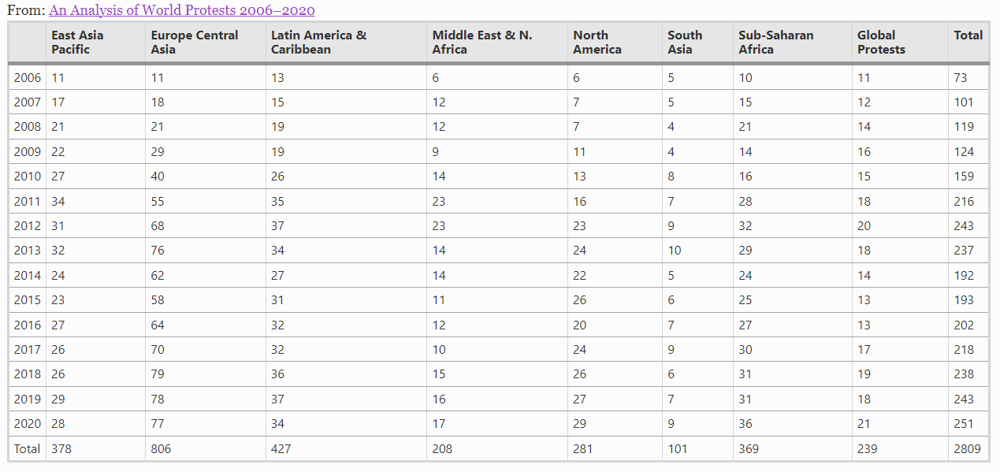 From: An Analysis of World Protests 2006–2020
East Asia Pacific Europe Central Asia Latin America & Caribbean Middle East & N. Africa North America South Asia Sub-Saharan Africa Global Protests Total
2006 11 11 13 6 6 5 10 11 73
2007 17 18 15 12 7 5 15 12 101
2008 21 21 19 12 7 4 21 14 119
2009 22 29 19 9 11 4 14 16 124
2010 27 40 26 14 13 8 16 15 159
2011 34 55 35 23 16 7 28 18 216
2012 31 68 37 23 23 9 32 20 243
2013 32 76 34 14 24 10 29 18 237
2014 24 62 27 14 22 5 24 14 192
2015 23 58 31 11 26 6 25 13 193
2016 27 64 32 12 20 7 27 13 202
2017 26 70 32 10 24 9 30 17 218
2018 26 79 36 15 26 6 31 19 238
2019 29 78 37 16 27 7 31 18 243
2020 28 77 34 17 29 9 36 21 251
Total 378 806 427 208 281 101 369 239 2809